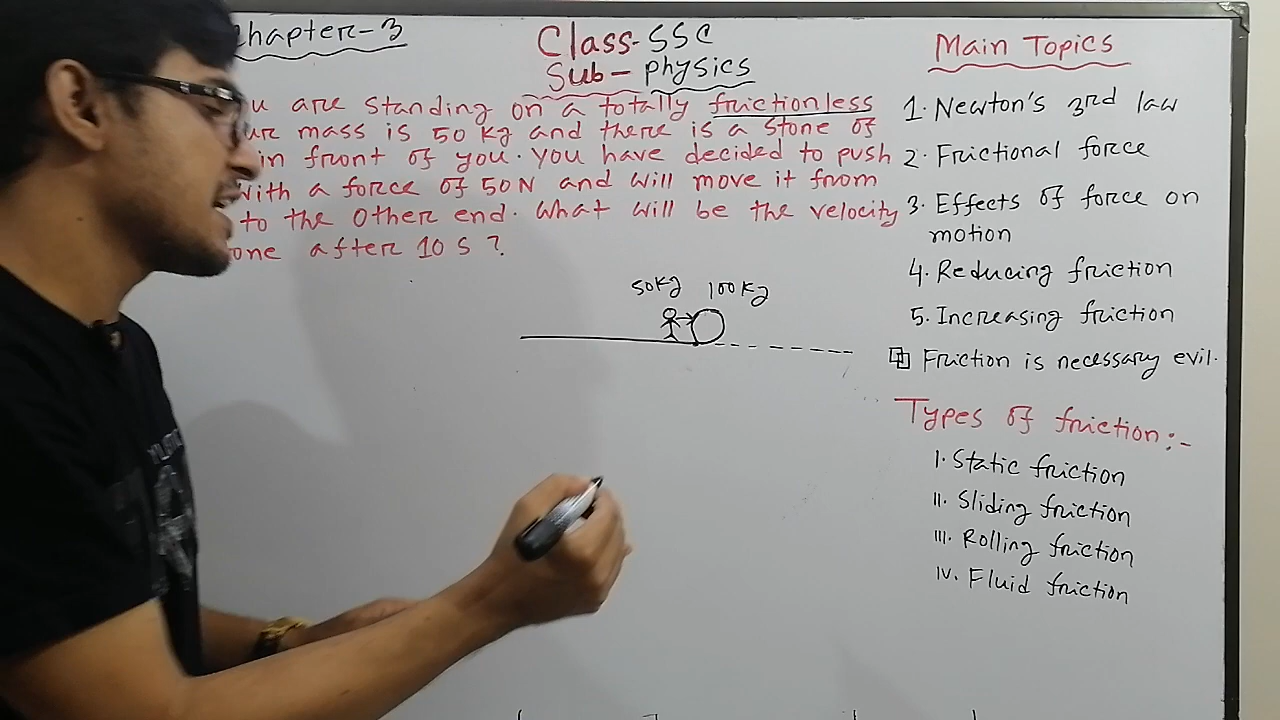 Chapter-3
Class-SSC
Sub-physics
are standing on a totally frictionless
mass is 50 kg and there is a stone of
in front of you. You have decided to push
with a force of 50N and will move it from
to the other end. What will be the velocity
after 10 S ?
50kg 100kg
Main Topics
1. Newton's 3rd law
2. Frictional force
3. Effects of force on
motion
4. Reducing friction
5. Increasing friction
Friction is necessary evil.
Types of friction:-
I. Static friction
II. Sliding friction
III. Rolling friction
IV. Fluid friction